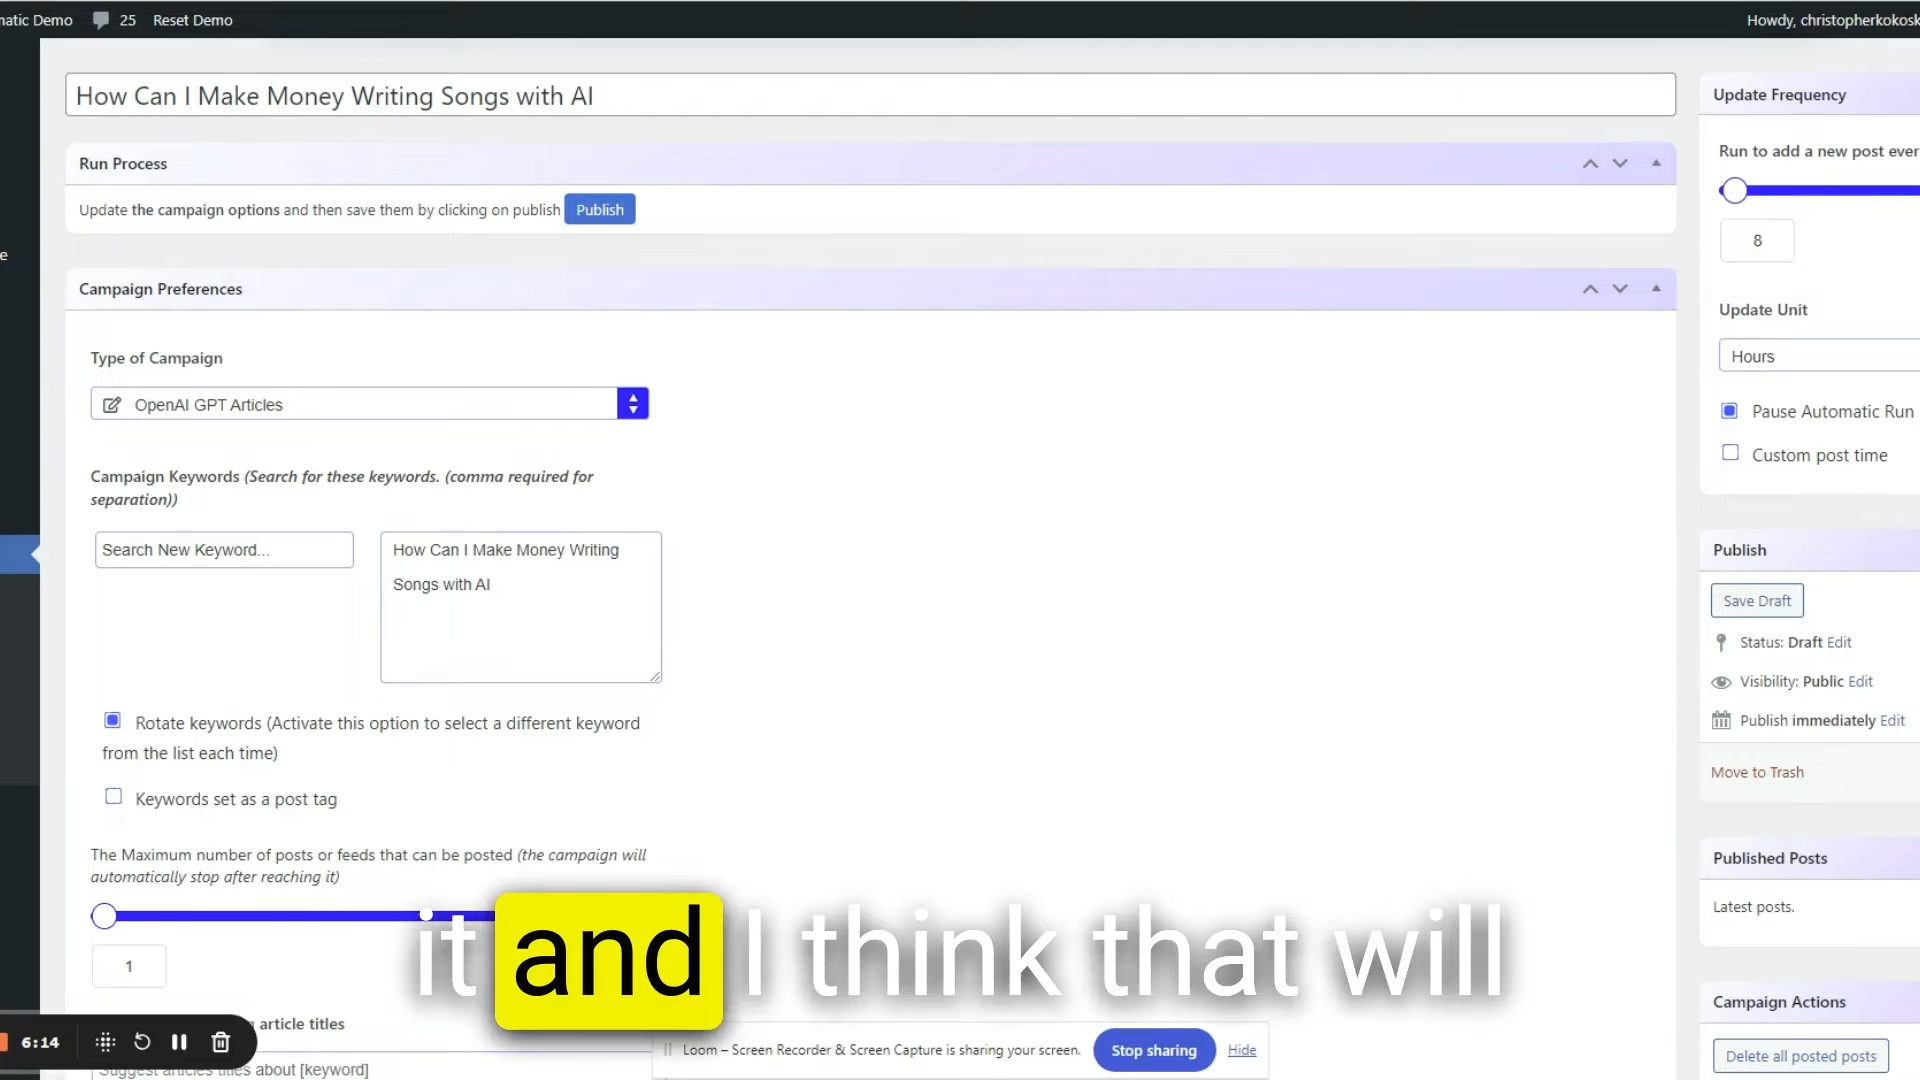 matic Demo 25 Reset Demo
Howdy, christopherkokosk
How Can I Make Money Writing Songs with AI
Run Process
Update the campaign options and then save them by clicking on publish Publish
Campaign Preferences
Type of Campaign
OpenAI GPT Articles
Campaign Keywords (Search for these keywords. (comma required for
separation))
Search New Keyword...
How Can I Make Money Writing
Songs with AI
Rotate keywords (Activate this option to select a different keyword
from the list each time)
Keywords set as a post tag
The Maximum number of posts or feeds that can be posted (the campaign will
automatically stop after reaching it)
1
it and I think that will
article titles
6:14
Loom – Screen Recorder & Screen Capture is sharing your screen. Stop sharing Hide
Suggest articles titles about [keyword]
e
Update Frequency
Run to add a new post ever
8
Update Unit
Hours
Pause Automatic Run
Custom post time
Publish
Save Draft
Status: Draft Edit
Visibility: Public Edit
Publish immediately Edit
Move to Trash
Published Posts
Latest posts.
Campaign Actions
Delete all posted posts